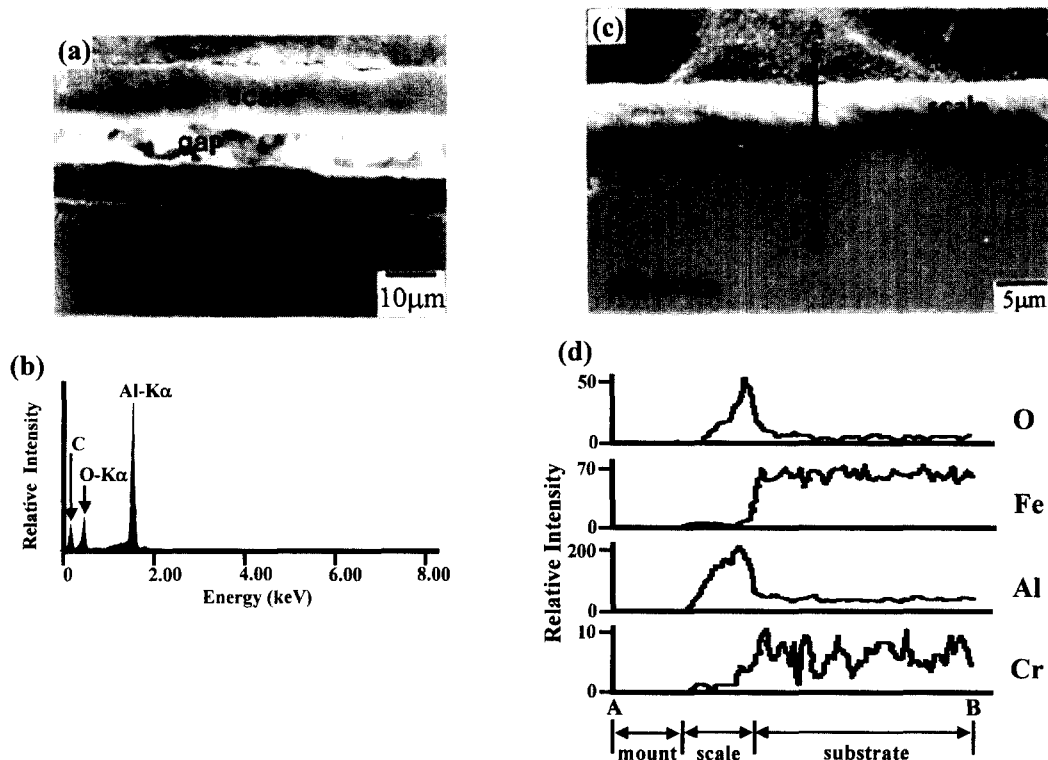 (a)
scale
gap
10μm
(b)
Relative Intensity
C
O-Kα
Al-Kα
0 2.00 4.00 6.00 8.00
Energy (keV)
(c)
scale
5μm
(d)
Relative Intensity
50
0
O
70
0
Fe
200
0
Al
10
0
Cr
A B
mount scale substrate